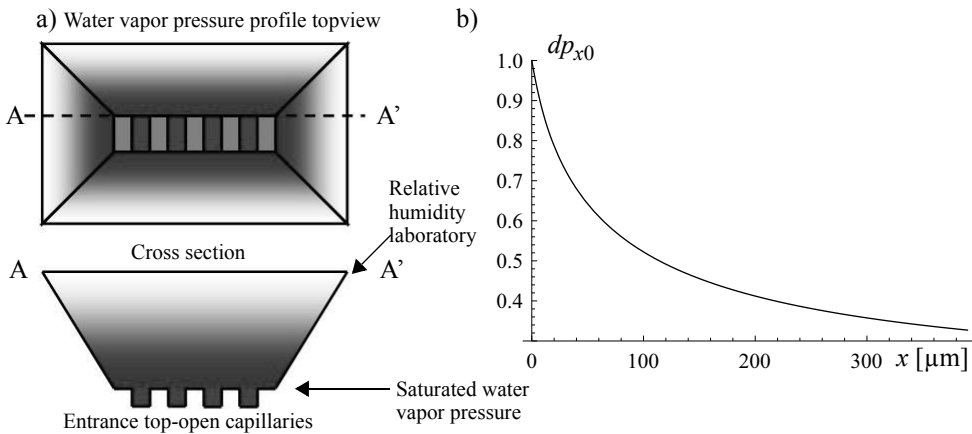 a) Water vapor pressure profile topview
A
A'
Relative
humidity
laboratory
Cross section
A
A'
Saturated water
vapor pressure
Entrance top-open capillaries
b)
dpx0
1.0
0.9
0.8
0.7
0.6
0.5
0.4
0
100
200
300
x [μm]